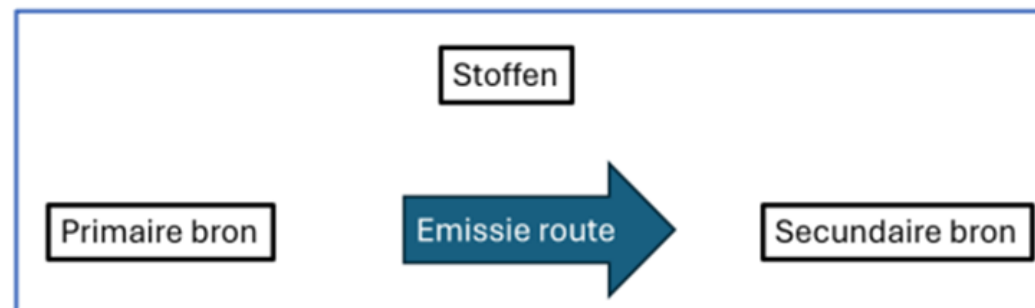 Stoffen
Primaire bron
Emissie route
Secundaire bron